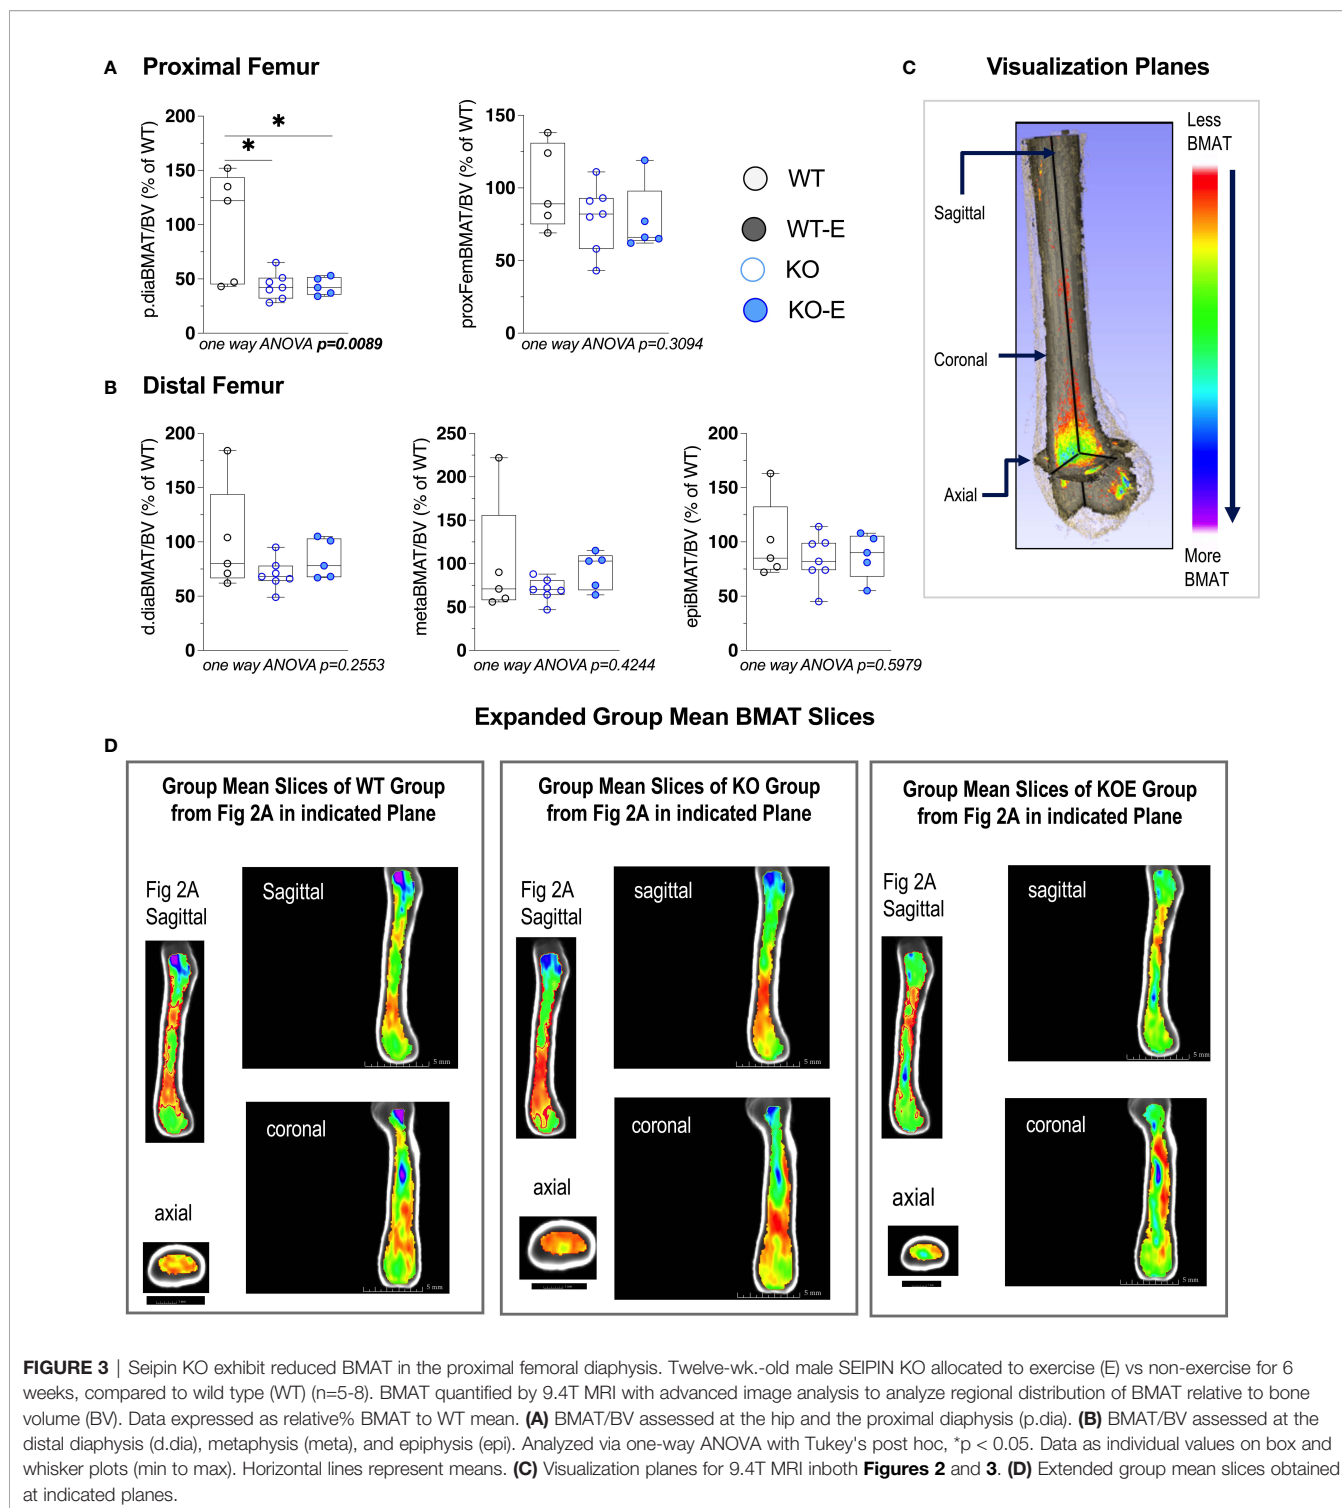 A Proximal Femur
p.diaBMAT/BV (% of WT)
200
150
100
50
0
*
*
one way ANOVA p=0.0089
proxFemBMAT/BV (% of WT)
150
100
50
0
one way ANOVA p=0.3094
WT
WT-E
KO
KO-E
C Visualization Planes
Sagittal
Coronal
Axial
Less
BMAT
More
BMAT
B Distal Femur
d.diaBMAT/BV (% of WT)
200
150
100
50
0
one way ANOVA p=0.2553
metaBMAT/BV (% of WT)
250
200
150
100
50
0
one way ANOVA p=0.4244
epiBMAT/BV (% of WT)
200
150
100
50
0
one way ANOVA p=0.5979
Expanded Group Mean BMAT Slices
D
Group Mean Slices of WT Group
from Fig 2A in indicated Plane
Fig 2A
Sagittal
Sagittal
5 mm
coronal
5 mm
axial
Group Mean Slices of KO Group
from Fig 2A in indicated Plane
Fig 2A
Sagittal
sagittal
5 mm
coronal
5 mm
axial
Group Mean Slices of KOE Group
from Fig 2A in indicated Plane
Fig 2A
Sagittal
sagittal
5 mm
coronal
5 mm
axial
FIGURE 3 | Seipin KO exhibit reduced BMAT in the proximal femoral diaphysis. Twelve-wk.-old male SEIPIN KO allocated to exercise (E) vs non-exercise for 6
weeks, compared to wild type (WT) (n=5-8). BMAT quantified by 9.4T MRI with advanced image analysis to analyze regional distribution of BMAT relative to bone
volume (BV). Data expressed as relative% BMAT to WT mean. (A) BMAT/BV assessed at the hip and the proximal diaphysis (p.dia). (B) BMAT/BV assessed at the
distal diaphysis (d.dia), metaphysis (meta), and epiphysis (epi). Analyzed via one-way ANOVA with Tukey's post hoc, *p < 0.05. Data as individual values on box and
whisker plots (min to max). Horizontal lines represent means. (C) Visualization planes for 9.4T MRI inboth Figures 2 and 3. (D) Extended group mean slices obtained
at indicated planes.